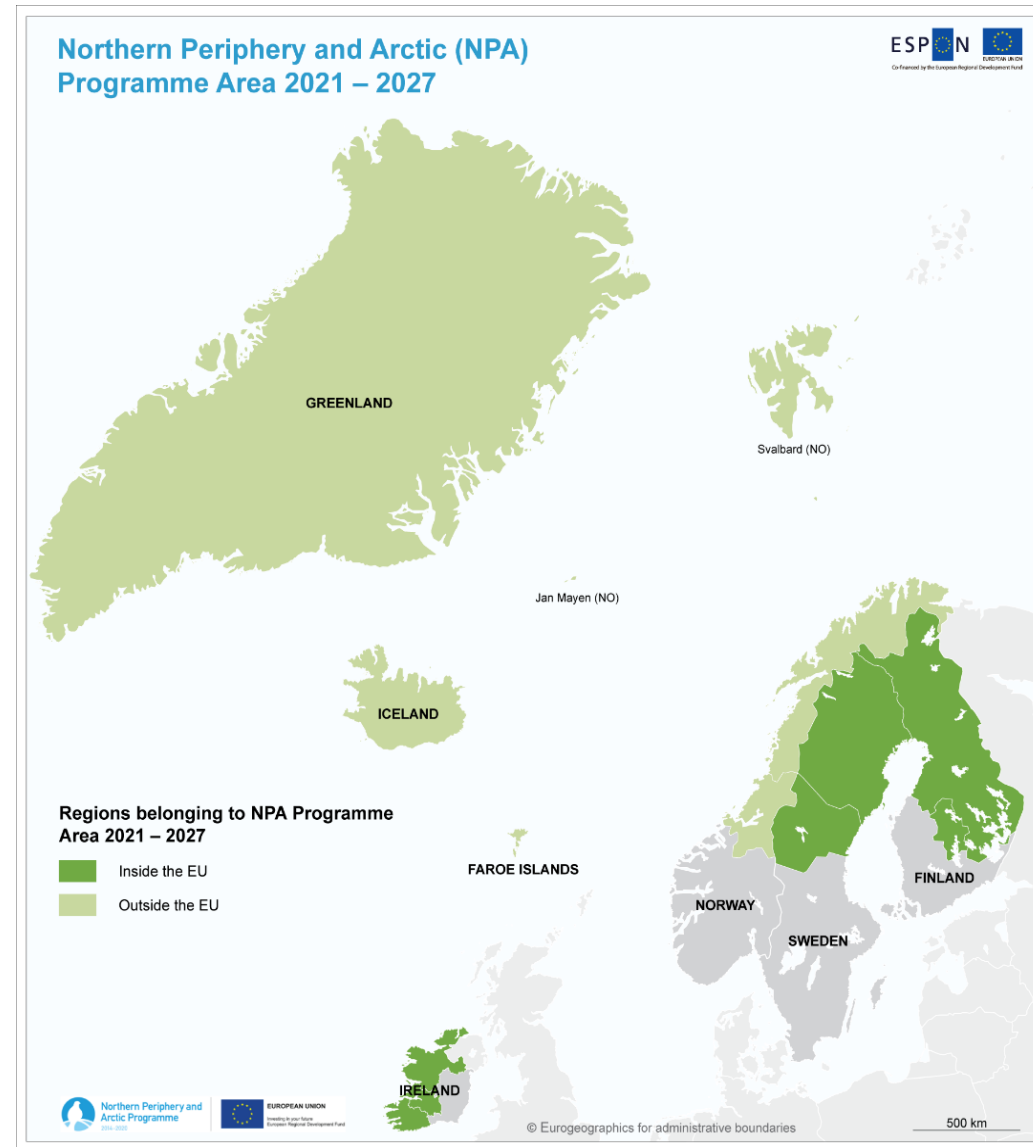 Northern Periphery and Arctic (NPA)
Programme Area 2021 – 2027
ESPON
EUROPEAN UNION
Co-financed by the European Regional Development Fund
GREENLAND
Svalbard (NO)
Jan Mayen (NO)
ICELAND
Regions belonging to NPA Programme
Area 2021 – 2027
Inside the EU
Outside the EU
FAROE ISLANDS
FINLAND
NORWAY
SWEDEN
IRELAND
Northern Periphery and
Arctic Programme
2014–2020
EUROPEAN UNION
Investing in your future
European Regional Development Fund
© Eurogeographics for administrative boundaries
500 km